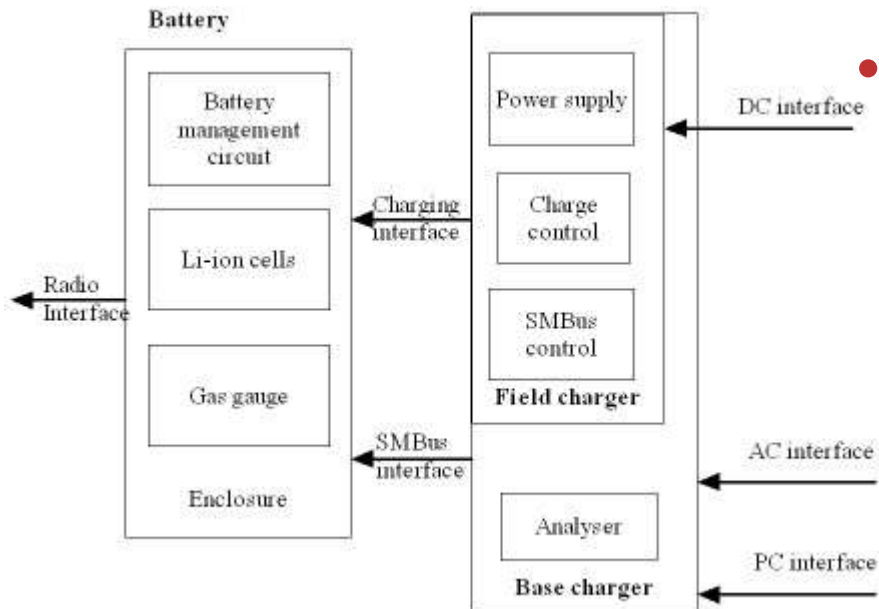 Battery
Battery
management
circuit
Li-ion cells
Gas gauge
Enclosure
Radio
Interface
Charging
interface
SMBus
interface
Power supply
Charge
control
SMBus
control
Field charger
Analyser
Base charger
DC interface
AC interface
PC interface